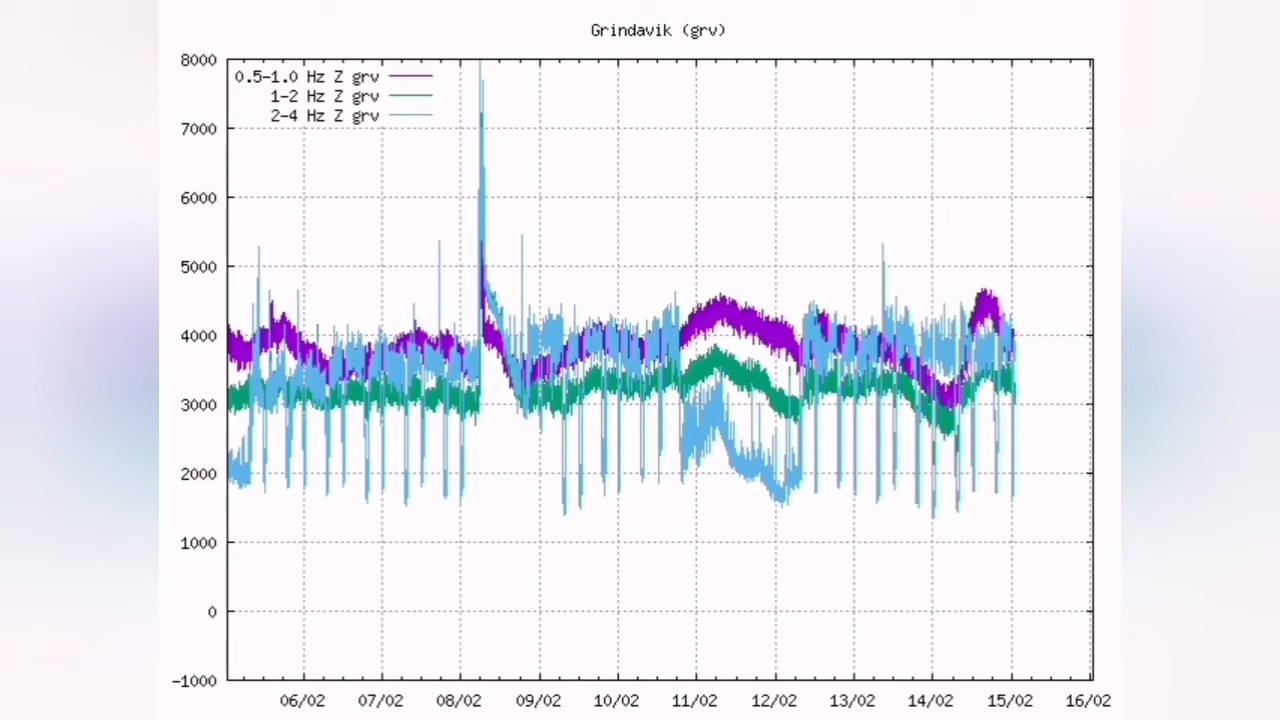 Grindavik (grv)
8000
0.5-1.0 Hz Z grv
1-2 Hz Z grv
2-4 Hz Z grv
7000
6000
5000
4000
3000
2000
1000
0
-1000
06/02 07/02 08/02 09/02 10/02 11/02 12/02 13/02 14/02 15/02 16/02